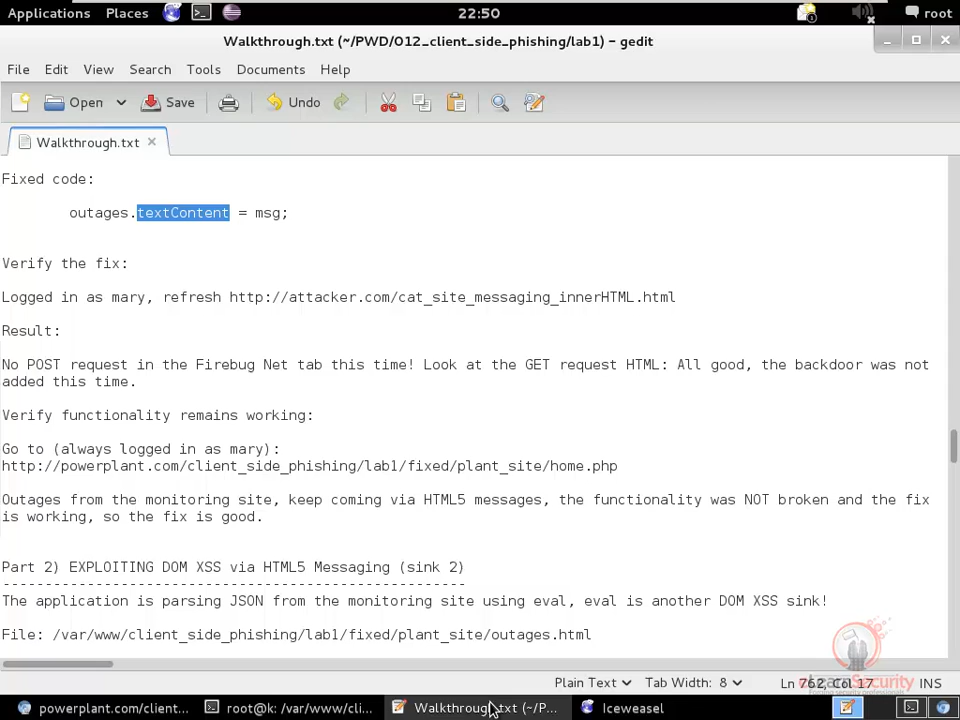 Applications Places 22:50 root
Walkthrough.txt (~/PWD/012_client_side_phishing/lab1) – gedit
File Edit View Search Tools Documents Help
Open Save Undo
Walkthrough.txt
Fixed code:
outages.textContent = msg;
Verify the fix:
Logged in as mary, refresh http://attacker.com/cat_site_messaging_innerHTML.html
Result:
No POST request in the Firebug Net tab this time! Look at the GET request HTML: All good, the backdoor was not
added this time.
Verify functionality remains working:
Go to (always logged in as mary):
http://powerplant.com/client_side_phishing/lab1/fixed/plant_site/home.php
Outages from the monitoring site, keep coming via HTML5 messages, the functionality was NOT broken and the fix
is working, so the fix is good.
Part 2) EXPLOITING DOM XSS via HTML5 Messaging (sink 2)
-------------------------------------------------------
The application is parsing JSON from the monitoring site using eval, eval is another DOM XSS sink!
File: /var/www/client_side_phishing/lab1/fixed/plant_site/outages.html
eLearnSecurity
Forging security professionals
Plain Text Tab Width: 8 Ln 762, Col 17 INS
powerplant.com/client... root@k: /var/www/cli... Walkthrough.txt (~/P... Iceweasel